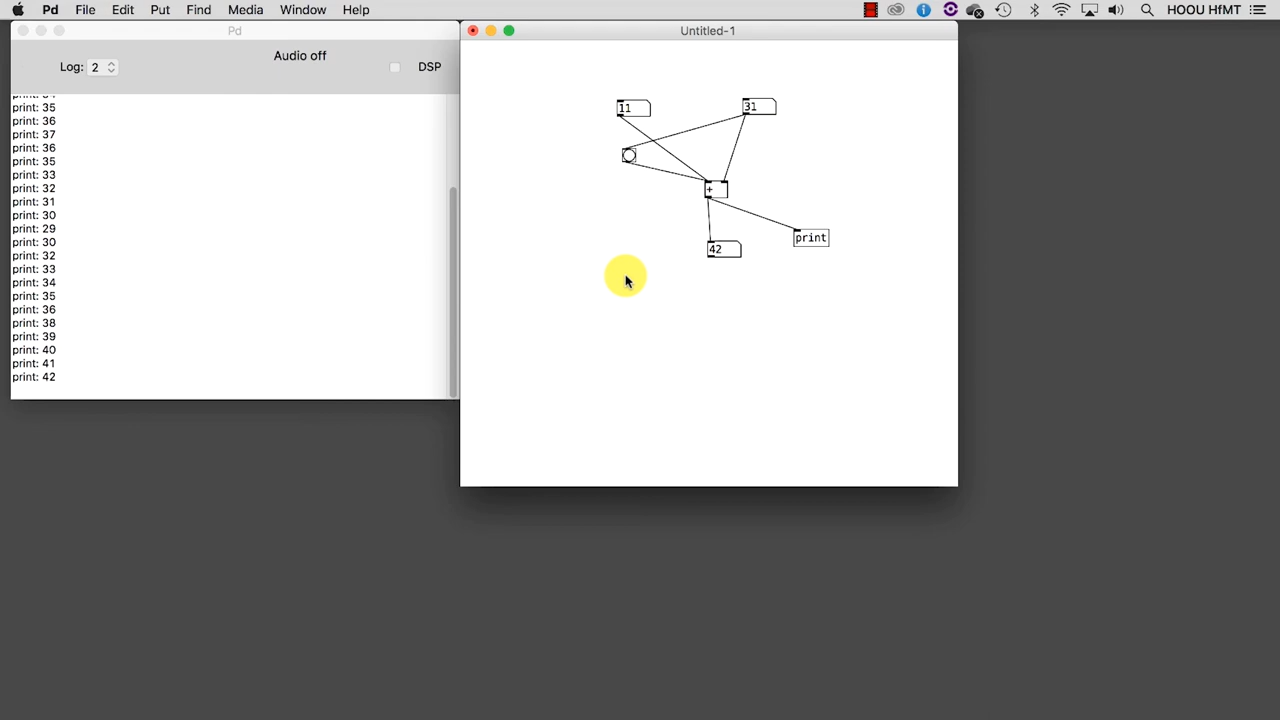 Pd File Edit Put Find Media Window Help HOOU HfMT
Pd
Audio off
Log: 2 DSP
print: 35
print: 36
print: 37
print: 36
print: 35
print: 33
print: 32
print: 31
print: 30
print: 29
print: 30
print: 32
print: 33
print: 34
print: 35
print: 36
print: 38
print: 39
print: 40
print: 41
print: 42
Untitled-1
11 31
+
print
42